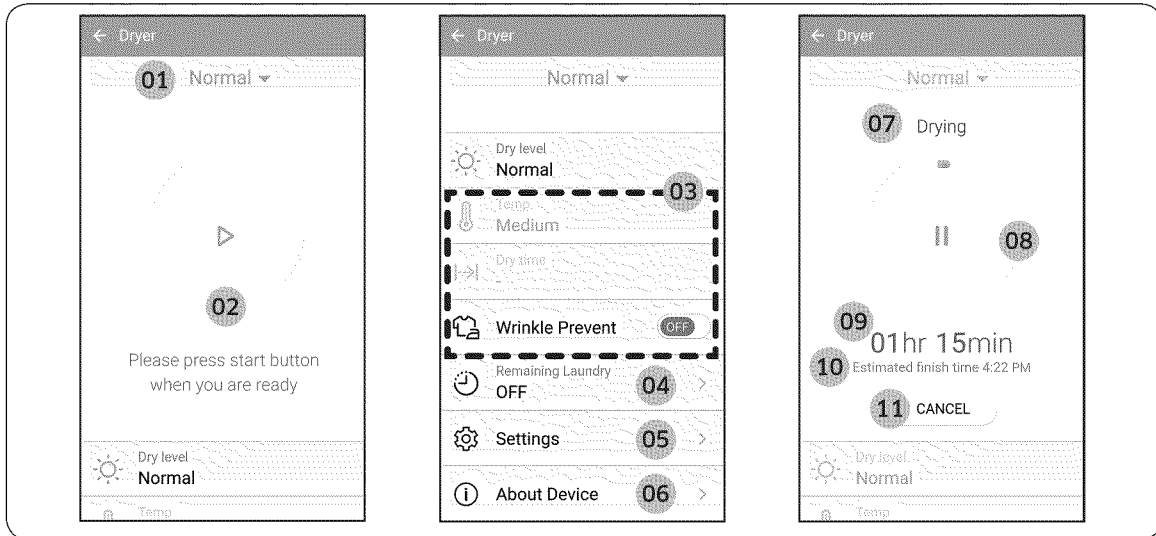 ← Dryer
01 Normal
02
Please press start button
when you are ready
Dry level
Normal
Temp
← Dryer
Normal
Dry level
Normal
03
Temp
Medium
Dry time
-
Wrinkle Prevent OFF
Remaining Laundry
OFF
04
Settings 05
About Device 06
← Dryer
Normal
07 Drying
08
09
01hr 15min
10 Estimated finish time 4:22 PM
11 CANCEL
Dry level
Normal
Temp